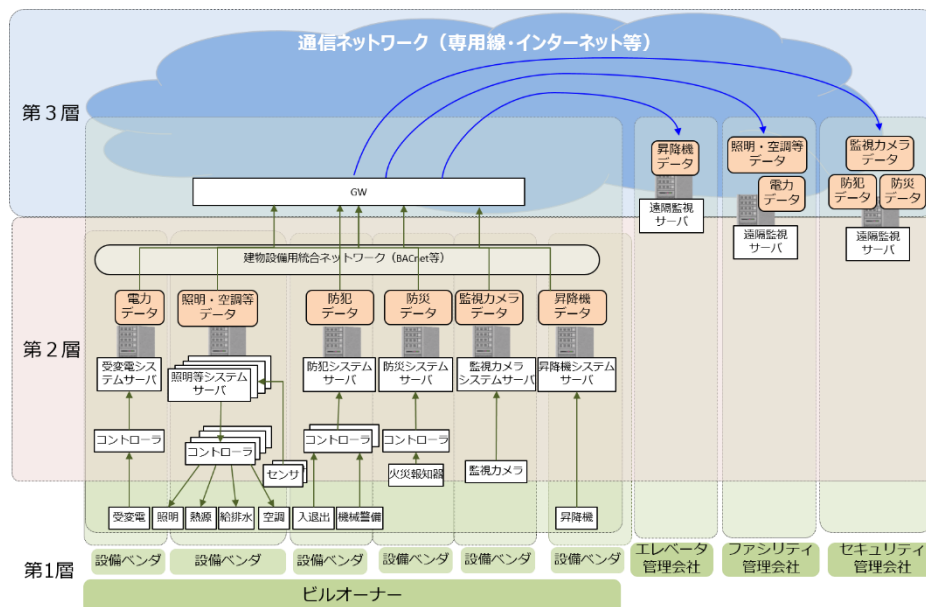 通信ネットワーク（専用線・インターネット等）
第３層
昇降機
データ
照明・空調等
データ
監視カメラ
データ
電力
データ
防犯
データ
防災
データ
GW
遠隔監視
サーバ
遠隔監視
サーバ
遠隔監視
サーバ
建物設備用統合ネットワーク（BACnet等）
第２層
電力
データ
照明・空調等
データ
防犯
データ
防災
データ
監視カメラ
データ
昇降機
データ
受変電シス
テムサーバ
照明等システム
サーバ
防犯システム
サーバ
防災システム
サーバ
監視カメラ
システムサーバ
昇降機システム
サーバ
コントローラ
コントローラ
センサ
コントローラ
コントローラ
火災報知器
監視カメラ
受変電
照明
熱源
給排水
空調
入退出
機械警備
昇降機
第1層
設備ベンダ
設備ベンダ
設備ベンダ
設備ベンダ
設備ベンダ
設備ベンダ
エレベータ
管理会社
ファシリティ
管理会社
セキュリティ
管理会社
ビルオーナー